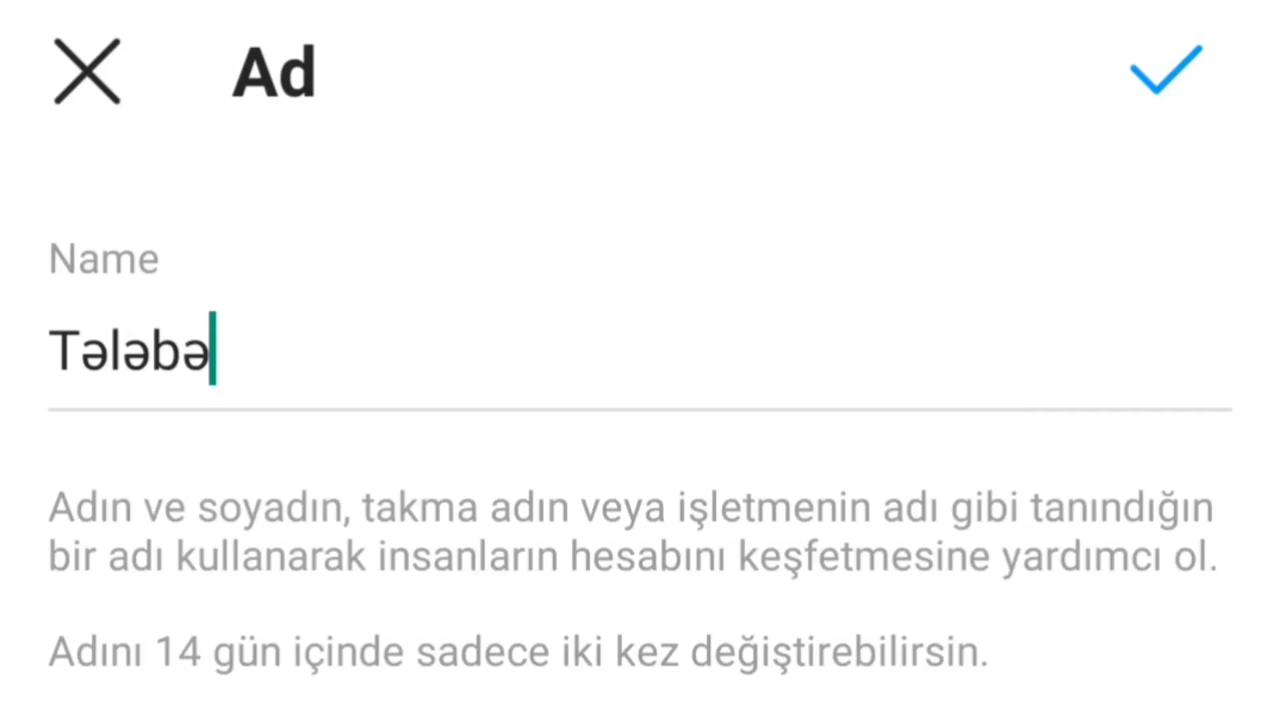 Ad
Name
Tələbə
Adın ve soyadın, takma adın veya işletmenin adı gibi tanındığın
bir adı kullanarak insanların hesabını keşfetmesine yardımcı ol.
Adını 14 gün içinde sadece iki kez değiştirebilirsin.